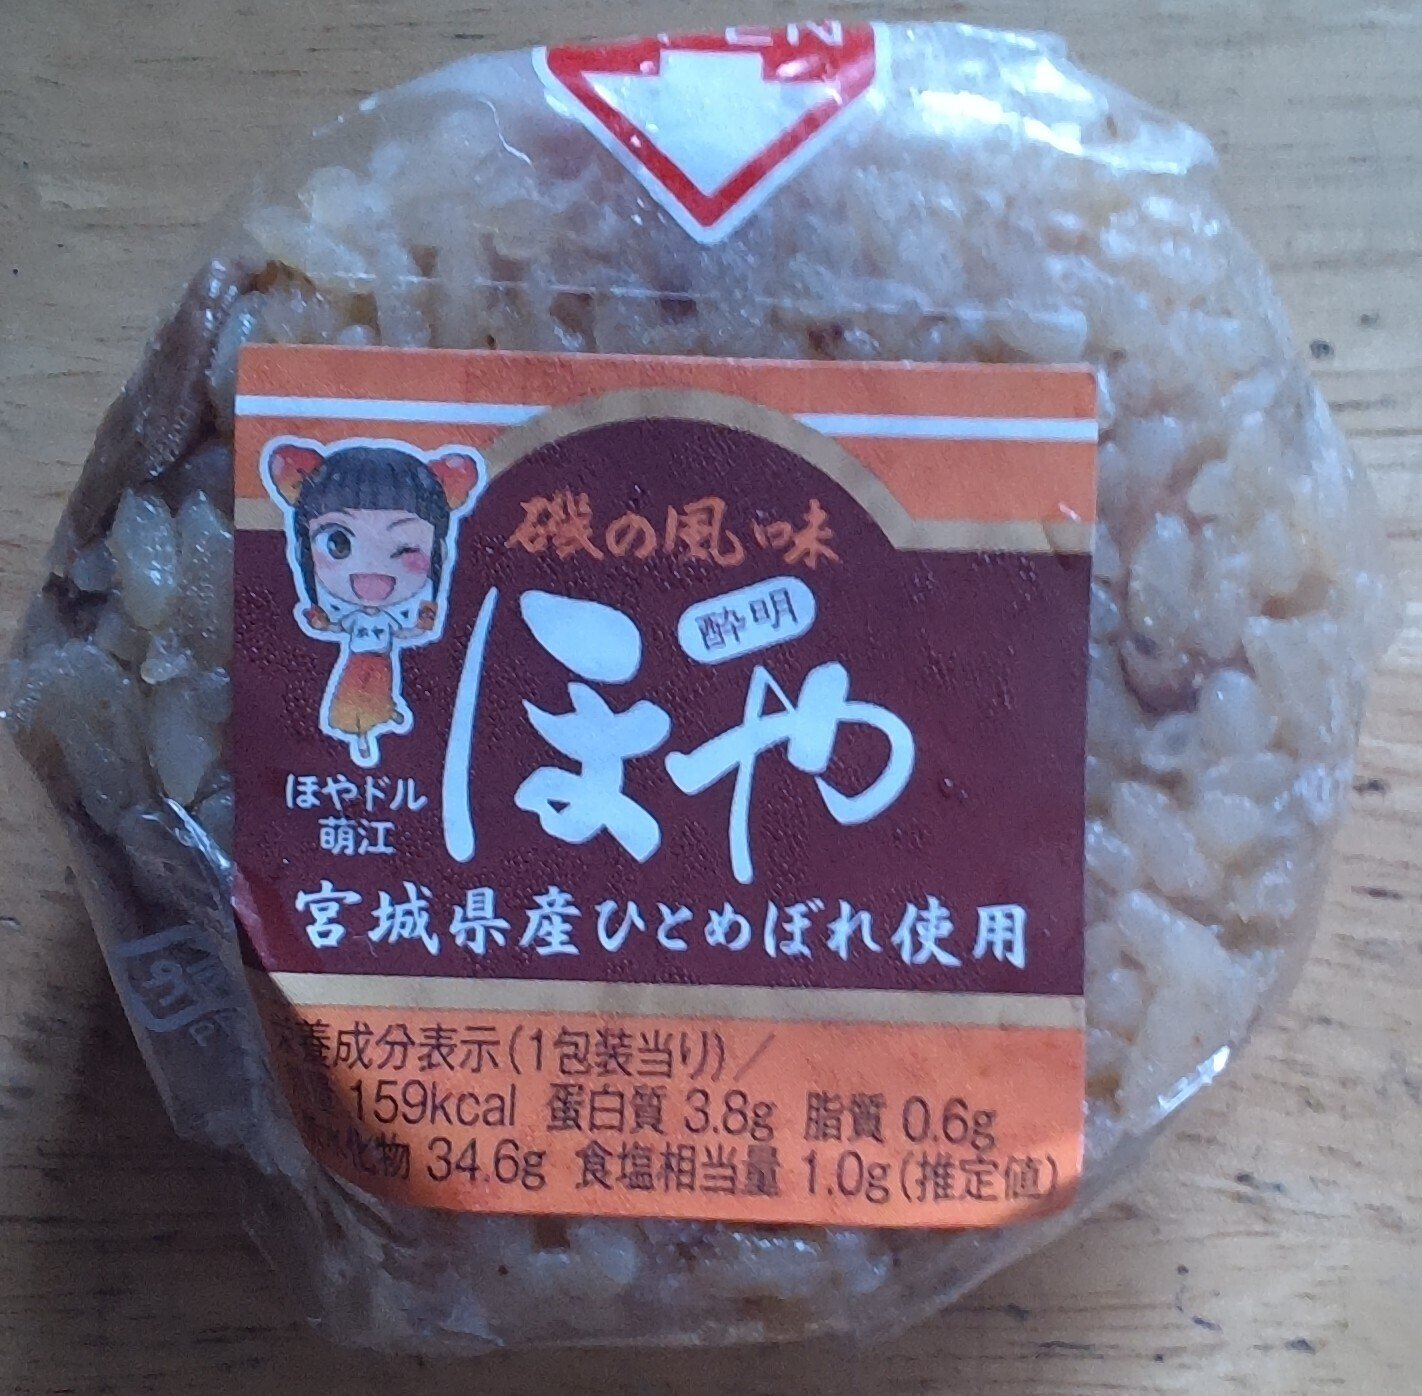 磯の風味
酔明
ほや
ホヤ
ほやドル
萌江
宮城県産ひとめぼれ使用
養成分表示(1包装当り)/
159kcal 蛋白質 3.8g 脂質 0.6g
化物 34.6g 食塩相当量 1.0g(推定値)